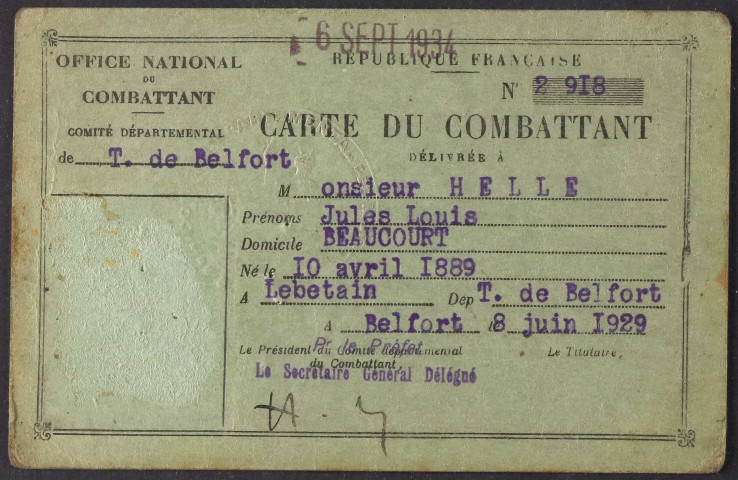 6 SEPT 1934
OFFICE NATIONAL
DU
COMBATTANT
COMITÉ DÉPARTEMENTAL
de T. de Belfort
RÉPUBLIQUE FRANÇAISE
N° 2 918
CARTE DU COMBATTANT
DÉLIVRÉE À
M onsieur HELLE
Prénoms Jules Louis
Domicile BEAUCOURT
Né le 10 avril 1889
A Lebetain Dep T. de Belfort
A Belfort le 8 juin 1929
Le Président du Comité départemental
du Combattant,
Pr le Préfet
Le Secrétaire Général Délégué
Le Titulaire,